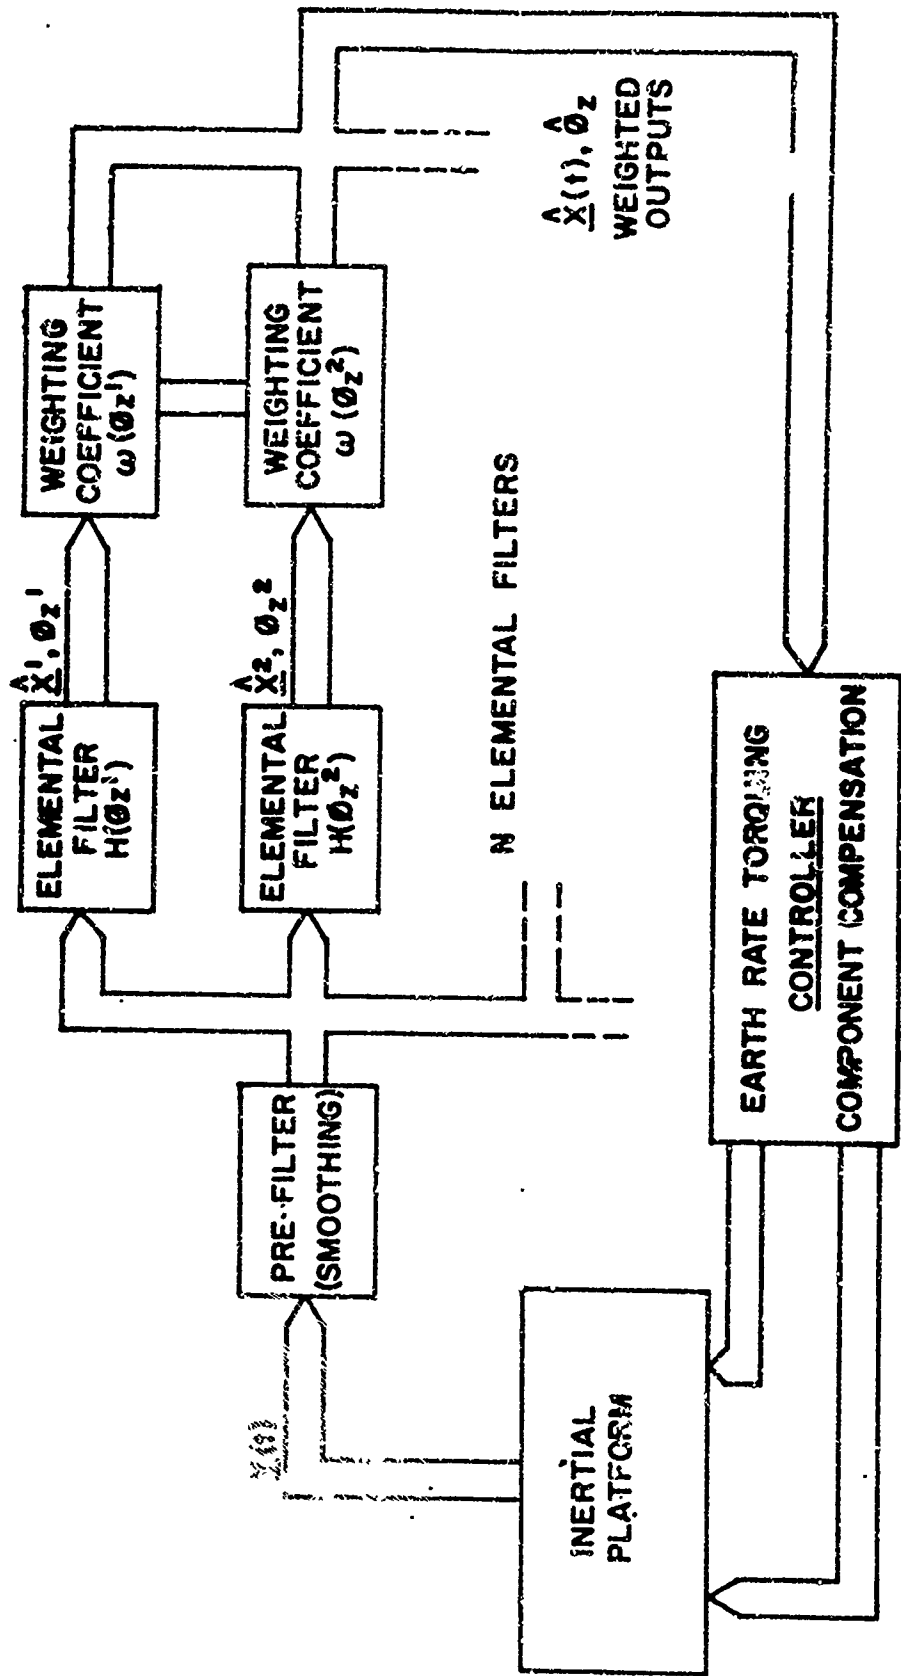 INERTIAL
PLATFORM
PRE-FILTER
(SMOOTHING)
ELEMENTAL
FILTER
H(Øz¹)
X̂¹, Øz¹
WEIGHTING
COEFFICIENT
ω(Øz¹)
ELEMENTAL
FILTER
H(Øz²)
X̂², Øz²
WEIGHTING
COEFFICIENT
ω(Øz²)
N ELEMENTAL FILTERS
X̂(t), Ø̂z
WEIGHTED
OUTPUTS
EARTH RATE TORQUING
CONTROLLER
COMPONENT COMPENSATION